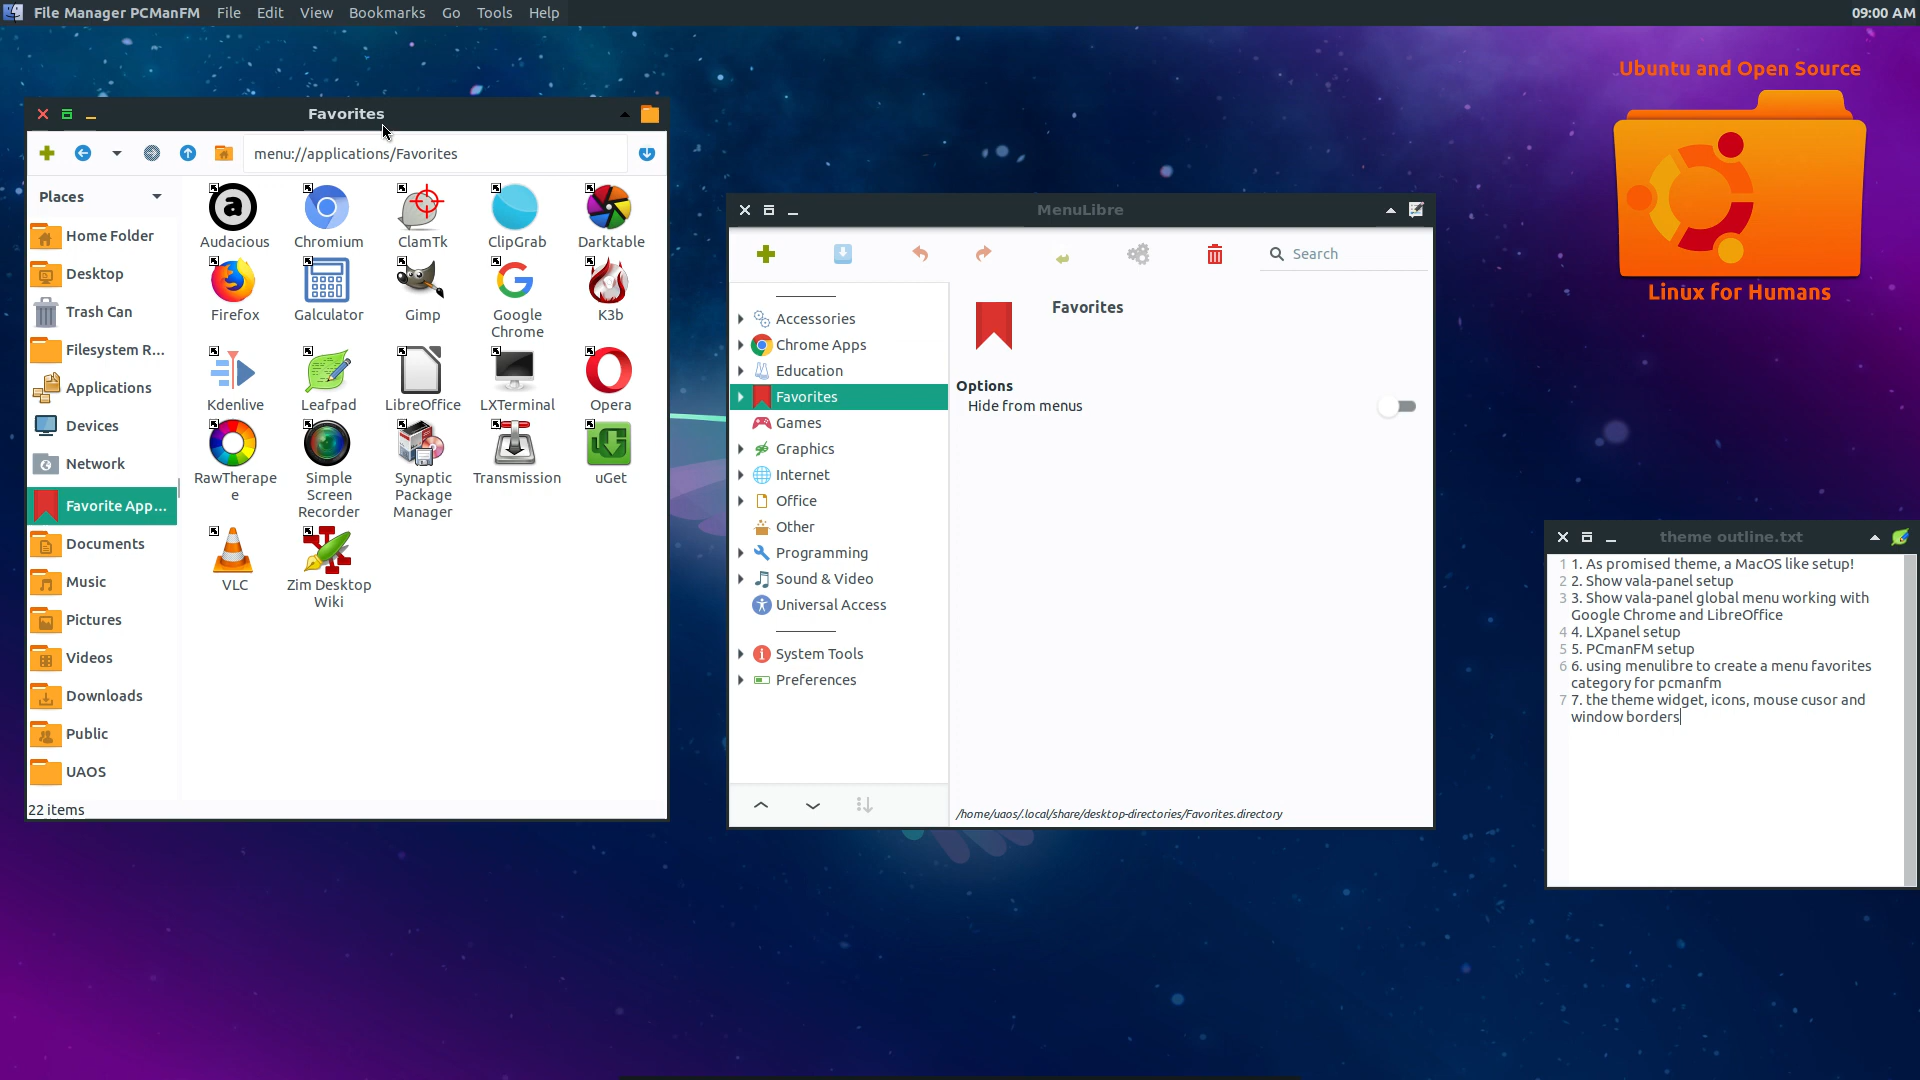 File Manager PCManFM File Edit View Bookmarks Go Tools Help
09:00 AM
Ubuntu and Open Source
Linux for Humans
Favorites
menu://applications/Favorites
Places
Home Folder
Desktop
Trash Can
Filesystem R...
Applications
Devices
Network
Favorite App...
Documents
Music
Pictures
Videos
Downloads
Public
UAOS
22 items
Audacious Chromium ClamTk ClipGrab Darktable
Firefox Galculator Gimp Google K3b
Chrome
Kdenlive Leafpad LibreOffice LXTerminal Opera
RawTherape Simple Synaptic Transmission uGet
e Screen Package
Recorder Manager
VLC Zim Desktop
Wiki
MenuLibre
Search
Accessories
Chrome Apps
Education
Favorites
Games
Graphics
Internet
Office
Other
Programming
Sound & Video
Universal Access
System Tools
Preferences
Favorites
Options
Hide from menus
/home/uaos/.local/share/desktop-directories/Favorites.directory
theme outline.txt
1 1. As promised theme, a MacOS like setup!
2 2. Show vala-panel setup
3 3. Show vala-panel global menu working with
Google Chrome and LibreOffice
4 4. LXpanel setup
5 5. PCmanFM setup
6 6. using menulibre to create a menu favorites
category for pcmanfm
7 7. the theme widget, icons, mouse cusor and
window borders